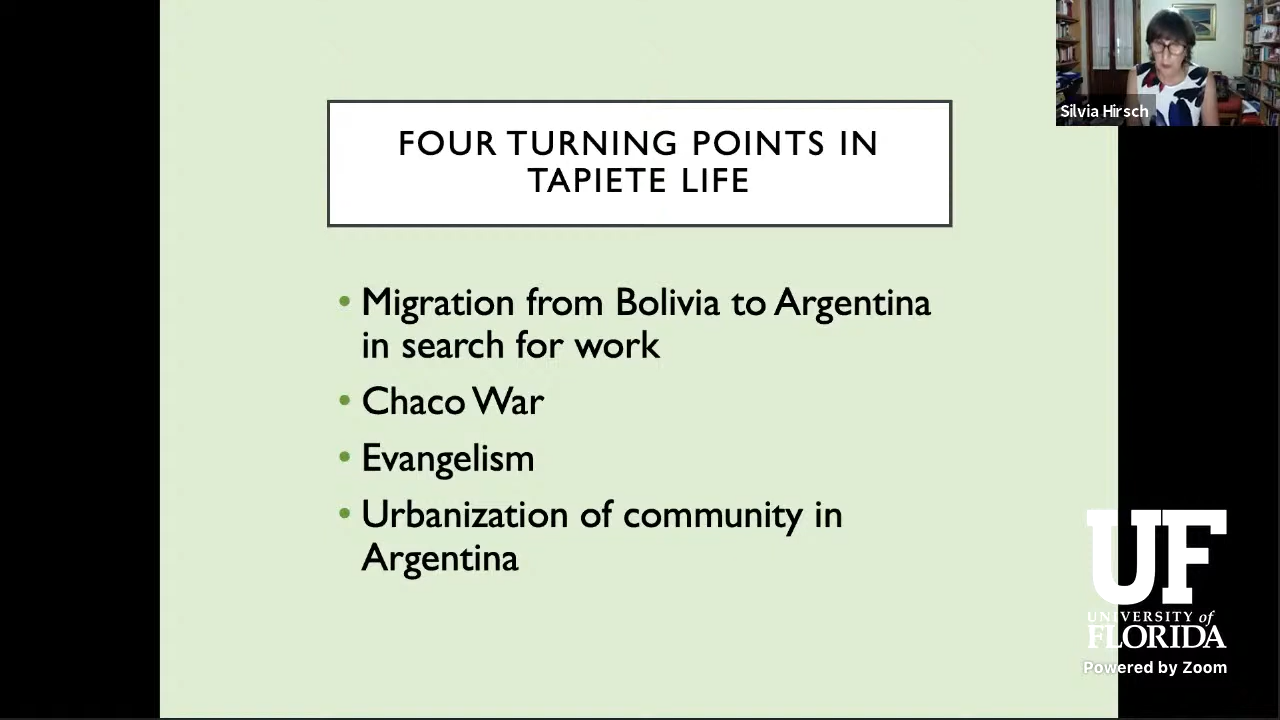 Silvia Hirsch
FOUR TURNING POINTS IN
TAPIETE LIFE
• Migration from Bolivia to Argentina
in search for work
• Chaco War
• Evangelism
• Urbanization of community in
Argentina
UF
UNIVERSITY of
FLORIDA
Powered by Zoom